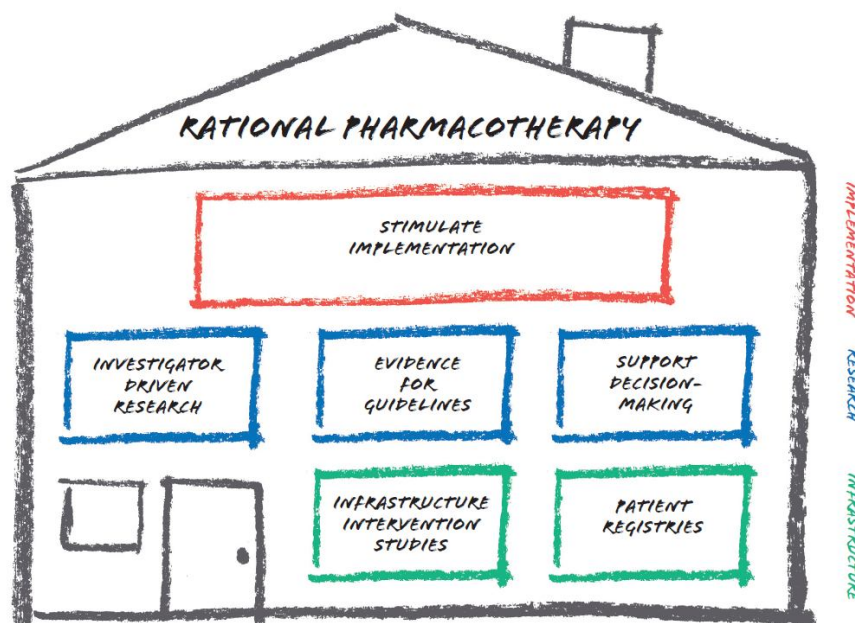 RATIONAL PHARMACOTHERAPY
STIMULATE
IMPLEMENTATION
INVESTIGATOR
DRIVEN
RESEARCH
EVIDENCE
FOR
GUIDELINES
SUPPORT
DECISION-
MAKING
INFRASTRUCTURE
INTERVENTION
STUDIES
PATIENT
REGISTRIES
IMPLEMENTATION
RESEARCH
INFRASTRUCTURE